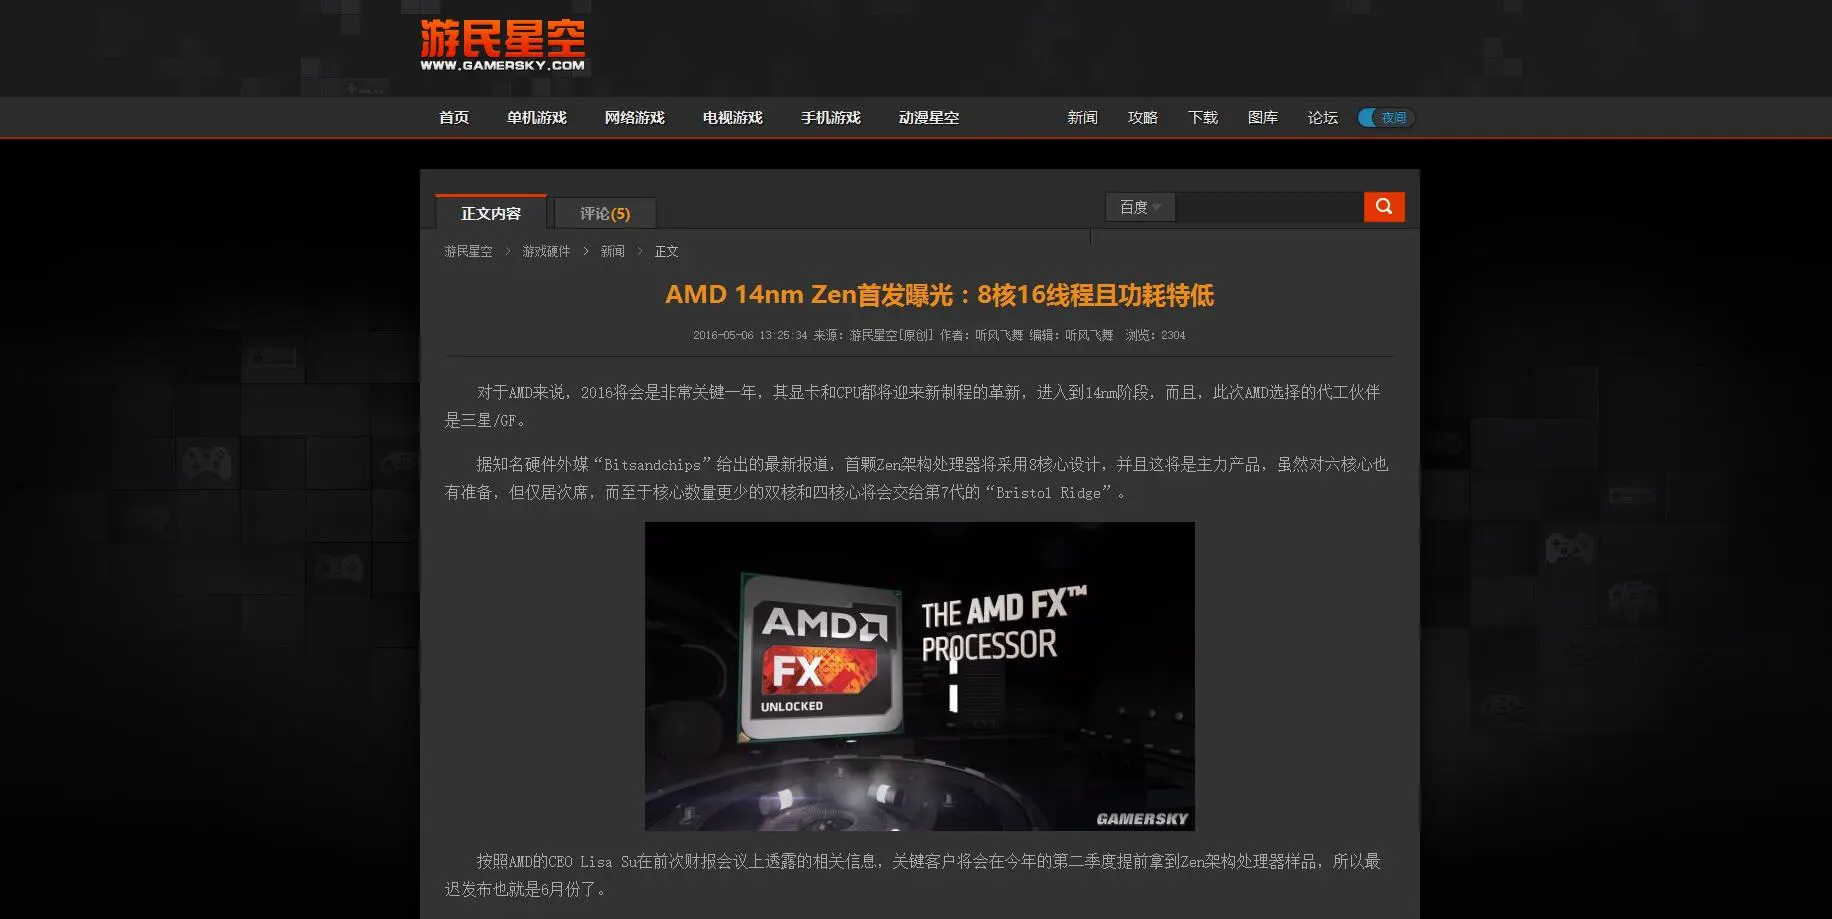 游民星空
WWW.GAMERSKY.COM
首页 单机游戏 网络游戏 电视游戏 手机游戏 动漫星空 新闻 攻略 下载 图库 论坛 夜间
正文内容 评论(5) 百度
游民星空 > 游戏硬件 > 新闻 > 正文
AMD 14nm Zen首发曝光：8核16线程且功耗特低
2016-05-06 13:25:34 来源：游民星空[原创] 作者：听风飞舞 编辑：听风飞舞 浏览：2304
对于AMD来说，2016将会是非常关键一年，其显卡和CPU都将迎来新制程的革新，进入到14nm阶段，而且，此次AMD选择的代工伙伴
是三星/GF。
据知名硬件外媒“Bitsandchips”给出的最新报道，首颗Zen架构处理器将采用8核心设计，并且这将是主力产品，虽然对六核心也
有准备，但仅居次席，而至于核心数量更少的双核和四核心将会交给第7代的“Bristol Ridge”。
AMD
FX
UNLOCKED
THE AMD FX™
PROCESSOR
GAMERSKY
按照AMD的CEO Lisa Su在前次财报会议上透露的相关信息，关键客户将会在今年的第二季度提前拿到Zen架构处理器样品，所以最
迟发布也就是6月份了。